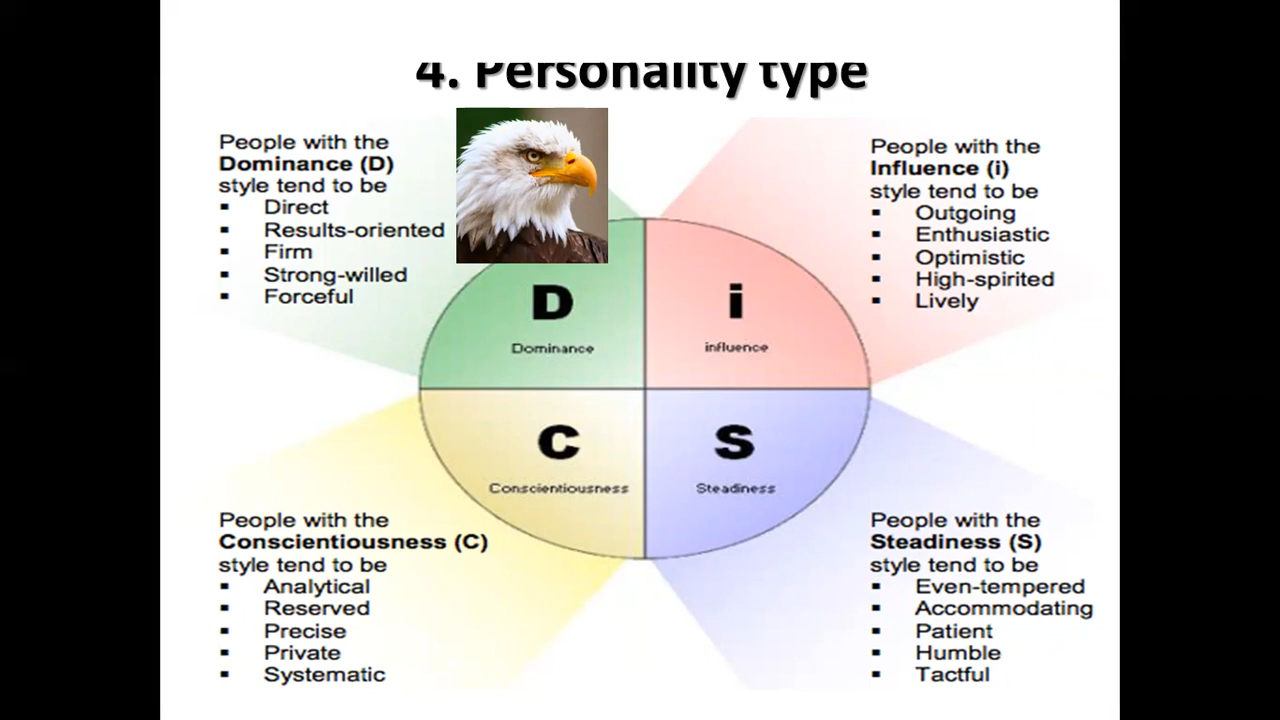 4. Personality type
People with the
Dominance (D)
style tend to be
▪ Direct
▪ Results-oriented
▪ Firm
▪ Strong-willed
▪ Forceful
People with the
Influence (i)
style tend to be
▪ Outgoing
▪ Enthusiastic
▪ Optimistic
▪ High-spirited
▪ Lively
D
Dominance
i
influence
C
Conscientiousness
S
Steadiness
People with the
Conscientiousness (C)
style tend to be
▪ Analytical
▪ Reserved
▪ Precise
▪ Private
▪ Systematic
People with the
Steadiness (S)
style tend to be
▪ Even-tempered
▪ Accommodating
▪ Patient
▪ Humble
▪ Tactful